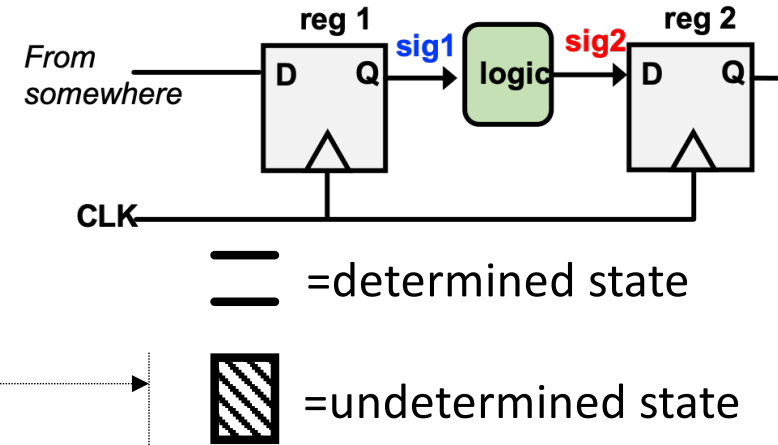 reg 1
reg 2
sig1
sig2
From
somewhere
D
Q
logic
D
Q
CLK
=determined state
=undetermined state